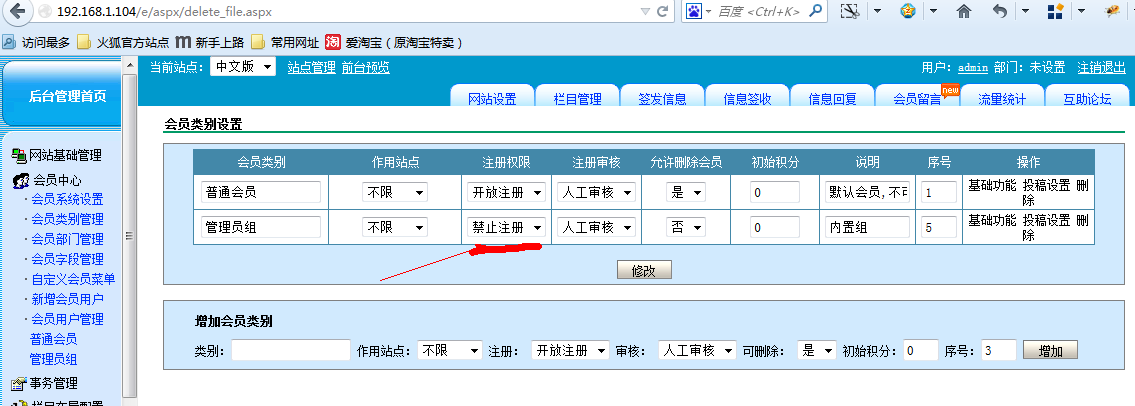 192.168.1.104/e/aspx/delete_file.aspx
百度 <Ctrl+K>
访问最多 火狐官方站点 新手上路 常用网址 淘 爱淘宝（原淘宝特卖）
当前站点： 中文版 站点管理 前台预览 用户： admin 部门： 未设置 注销退出
后台管理首页
网站设置 栏目管理 签发信息 信息签收 信息回复 会员留言 new 流量统计 互助论坛
网站基础管理
会员中心
· 会员系统设置
· 会员类别管理
· 会员部门管理
· 会员字段管理
· 自定义会员菜单
· 新增会员用户
· 会员用户管理
普通会员
管理员组
事务管理
会员类别设置
会员类别 作用站点 注册权限 注册审核 允许删除会员 初始积分 说明 序号 操作
普通会员 不限 开放注册 人工审核 是 0 默认会员,不 1 基础功能 投稿设置 删
除
管理员组 不限 禁止注册 人工审核 否 0 内置组 5 基础功能 投稿设置 删
除
修改
增加会员类别
类别： 作用站点： 不限 注册： 开放注册 审核： 人工审核 可删除： 是 初始积分： 0 序号： 3 增加